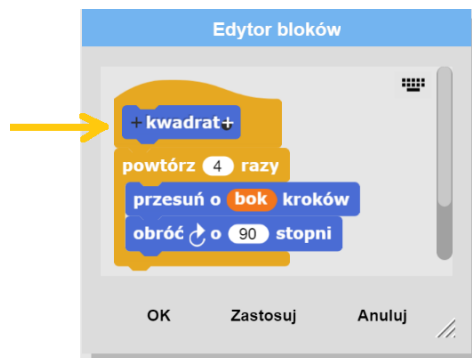 Edytor bloków
+ kwadrat +
powtórz 4 razy
przesuń o bok kroków
obróć o 90 stopni
OK Zastosuj Anuluj